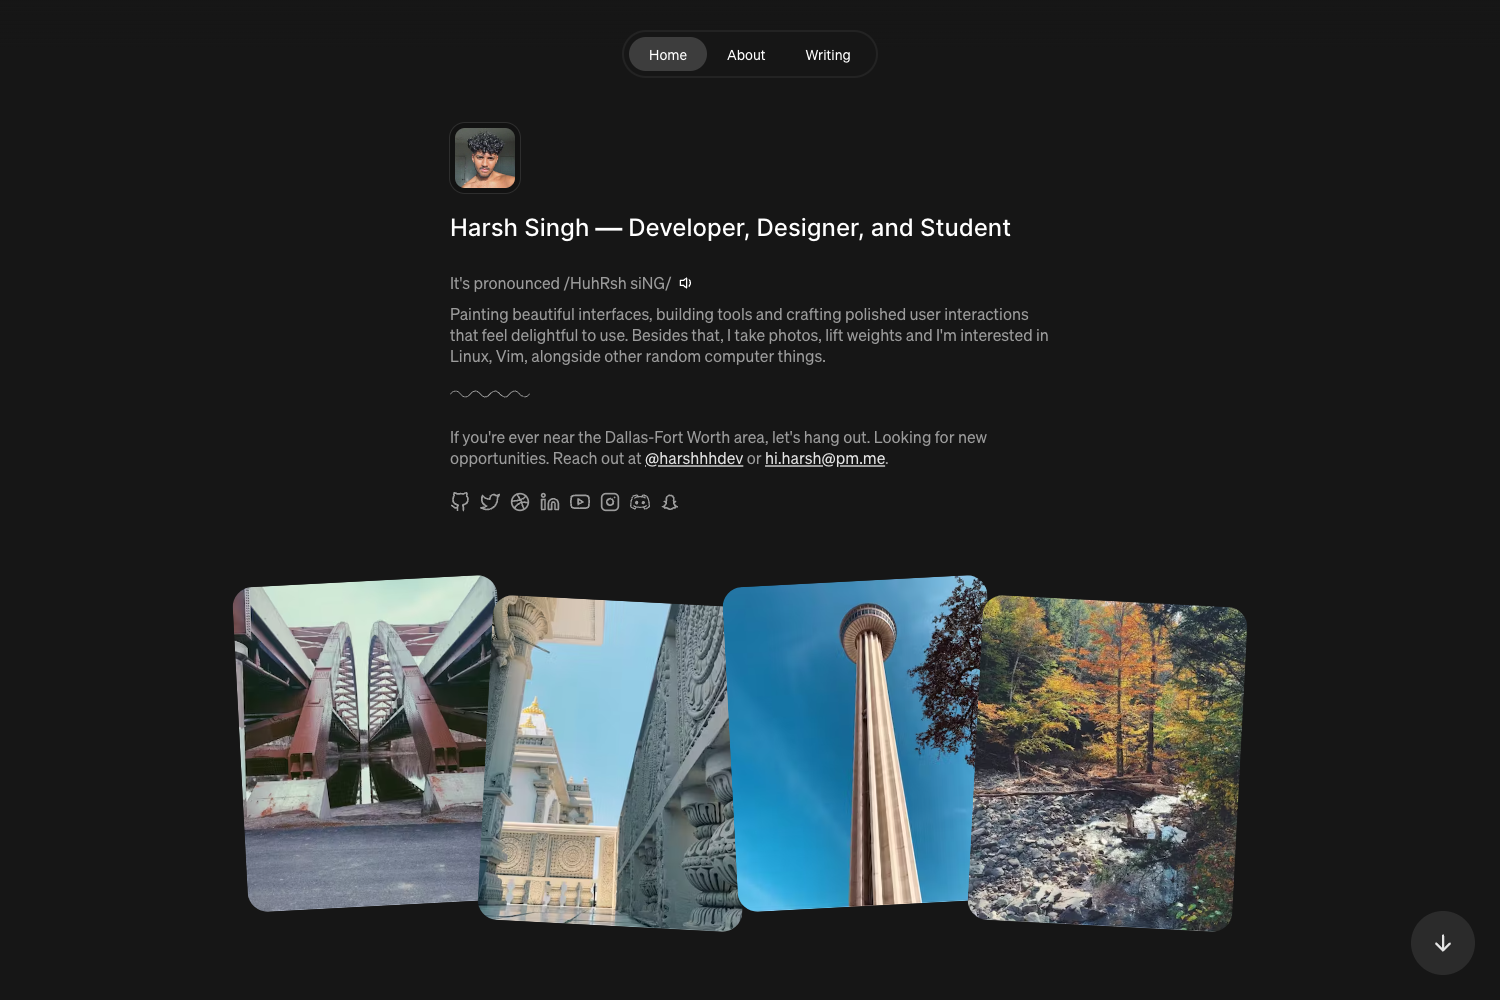 Home
About
Writing
Harsh Singh — Developer, Designer, and Student
It's pronounced /HuhRsh siNG/
Painting beautiful interfaces, building tools and crafting polished user interactions
that feel delightful to use. Besides that, I take photos, lift weights and I'm interested in
Linux, Vim, alongside other random computer things.
If you're ever near the Dallas-Fort Worth area, let's hang out. Looking for new
opportunities. Reach out at @harshhhdev or hi.harsh@pm.me.